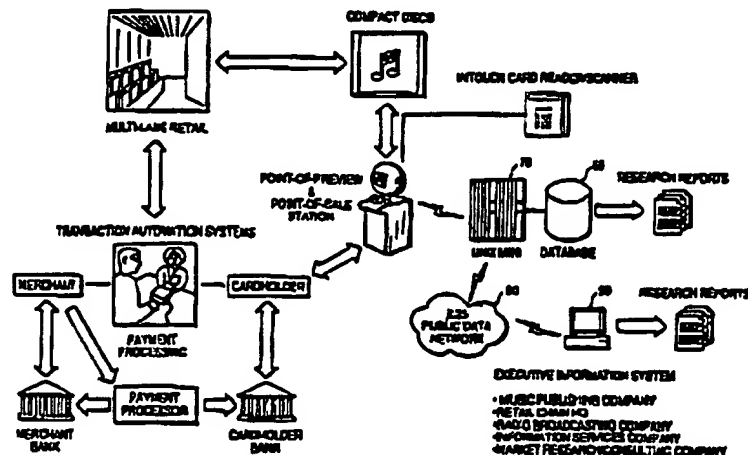 COMPACT DISCS
INTOUCH CARD READER/SCANNER
MULTI-LANE RETAIL
POINT-OF-PREVIEW
&
POINT-OF-SALE
STATION
RESEARCH REPORTS
DATABASE
TRANSACTION AUTOMATION SYSTEMS
MERCHANT
CARDHOLDER
PAYMENT
PROCESSING
X.25
PUBLIC DATA
NETWORK
RESEARCH REPORTS
PAYMENT
PROCESSOR
MERCHANT
BANK
CARDHOLDER
BANK
EXECUTIVE INFORMATION SYSTEM
• MUSIC PUBLISHING COMPANY
• RETAIL CHAIN HQ
• RADIO BROADCASTING COMPANY
• INFORMATION SERVICES COMPANY
• MARKET RESEARCH/CONSULTING COMPANY